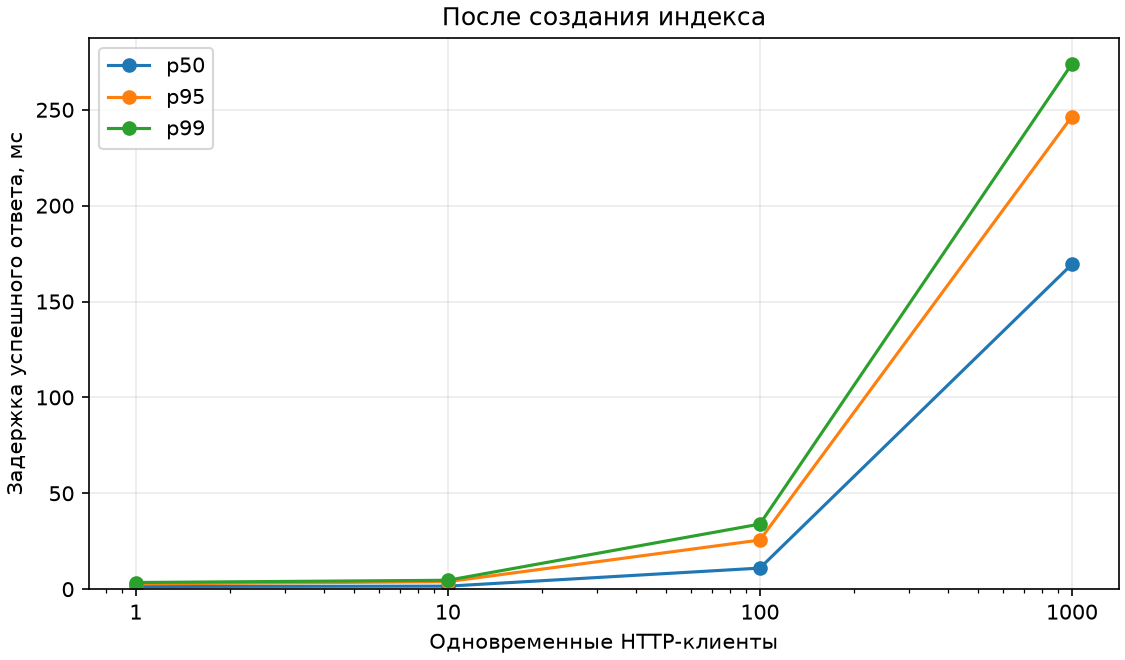 После создания индекса
p50
p95
p99
Задержка успешного ответа, мс
250
200
150
100
50
0
1 10 100 1000
Одновременные HTTP-клиенты